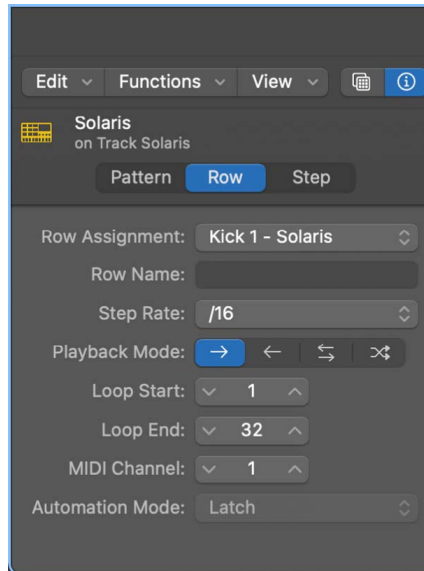 Edit Functions View
Solaris
on Track Solaris
Pattern Row Step
Row Assignment: Kick 1 - Solaris
Row Name:
Step Rate: /16
Playback Mode:
Loop Start: 1
Loop End: 32
MIDI Channel: 1
Automation Mode: Latch